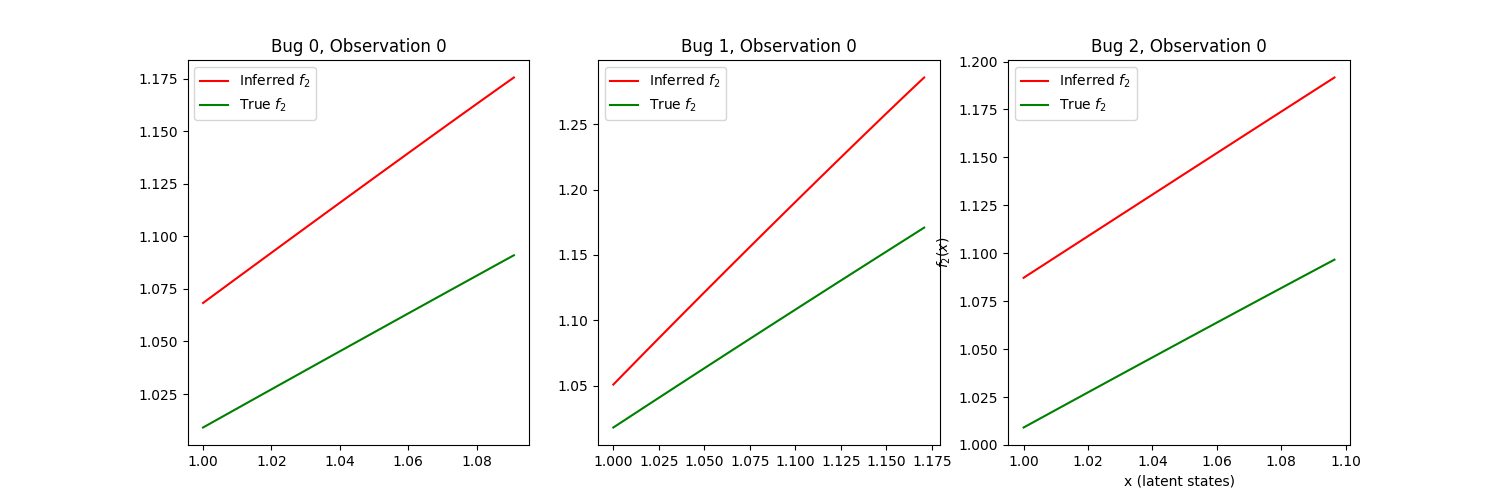 Bug 0, Observation 0
Inferred f₂
True f₂
1.175
1.150
1.125
1.100
1.075
1.050
1.025
1.00 1.02 1.04 1.06 1.08
Bug 1, Observation 0
Inferred f₂
True f₂
1.25
1.20
1.15
1.10
1.05
1.000 1.025 1.050 1.075 1.100 1.125 1.150 1.175
Bug 2, Observation 0
Inferred f₂
True f₂
f₂(x)
1.200
1.175
1.150
1.125
1.100
1.075
1.050
1.025
1.000
1.00 1.02 1.04 1.06 1.08 1.10
x (latent states)